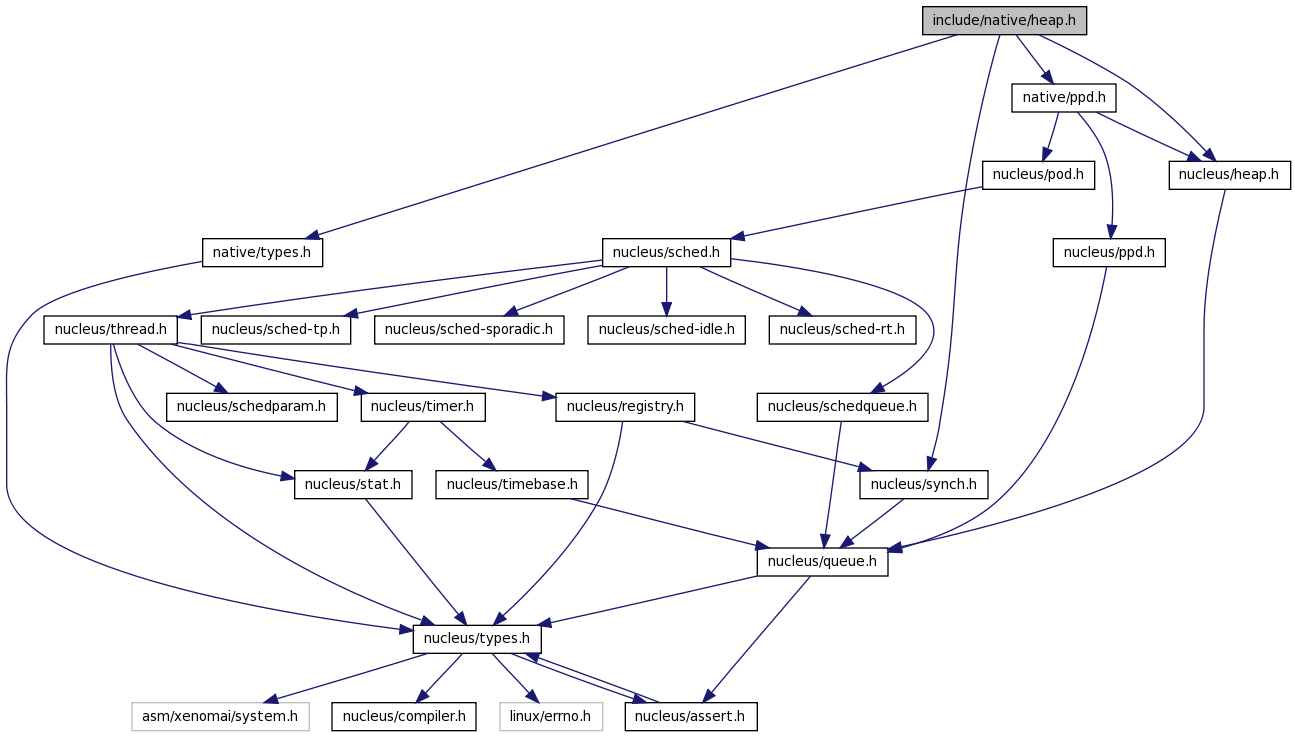 include/native/heap.h
native/ppd.h
nucleus/pod.h
nucleus/heap.h
native/types.h
nucleus/sched.h
nucleus/ppd.h
nucleus/thread.h
nucleus/sched-tp.h
nucleus/sched-sporadic.h
nucleus/sched-idle.h
nucleus/sched-rt.h
nucleus/schedparam.h
nucleus/timer.h
nucleus/registry.h
nucleus/schedqueue.h
nucleus/stat.h
nucleus/timebase.h
nucleus/synch.h
nucleus/queue.h
nucleus/types.h
asm/xenomai/system.h
nucleus/compiler.h
linux/errno.h
nucleus/assert.h